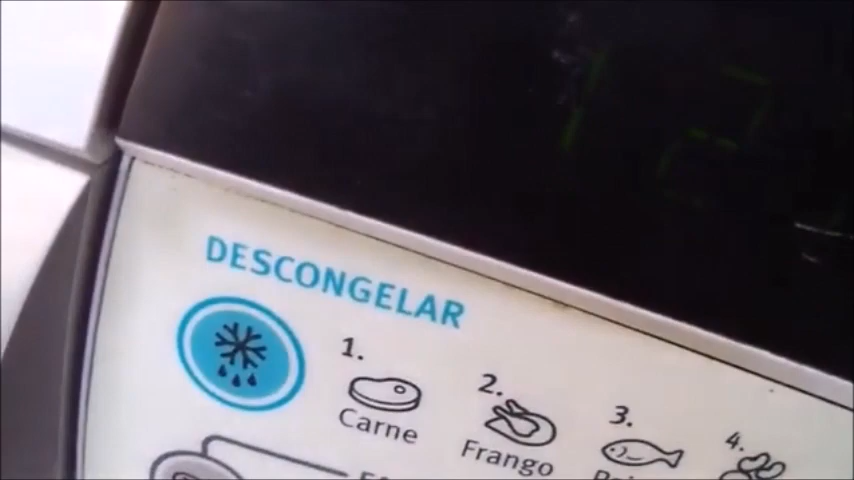 DESCONGELAR
1.
Carne
2.
Frango
3.
4.